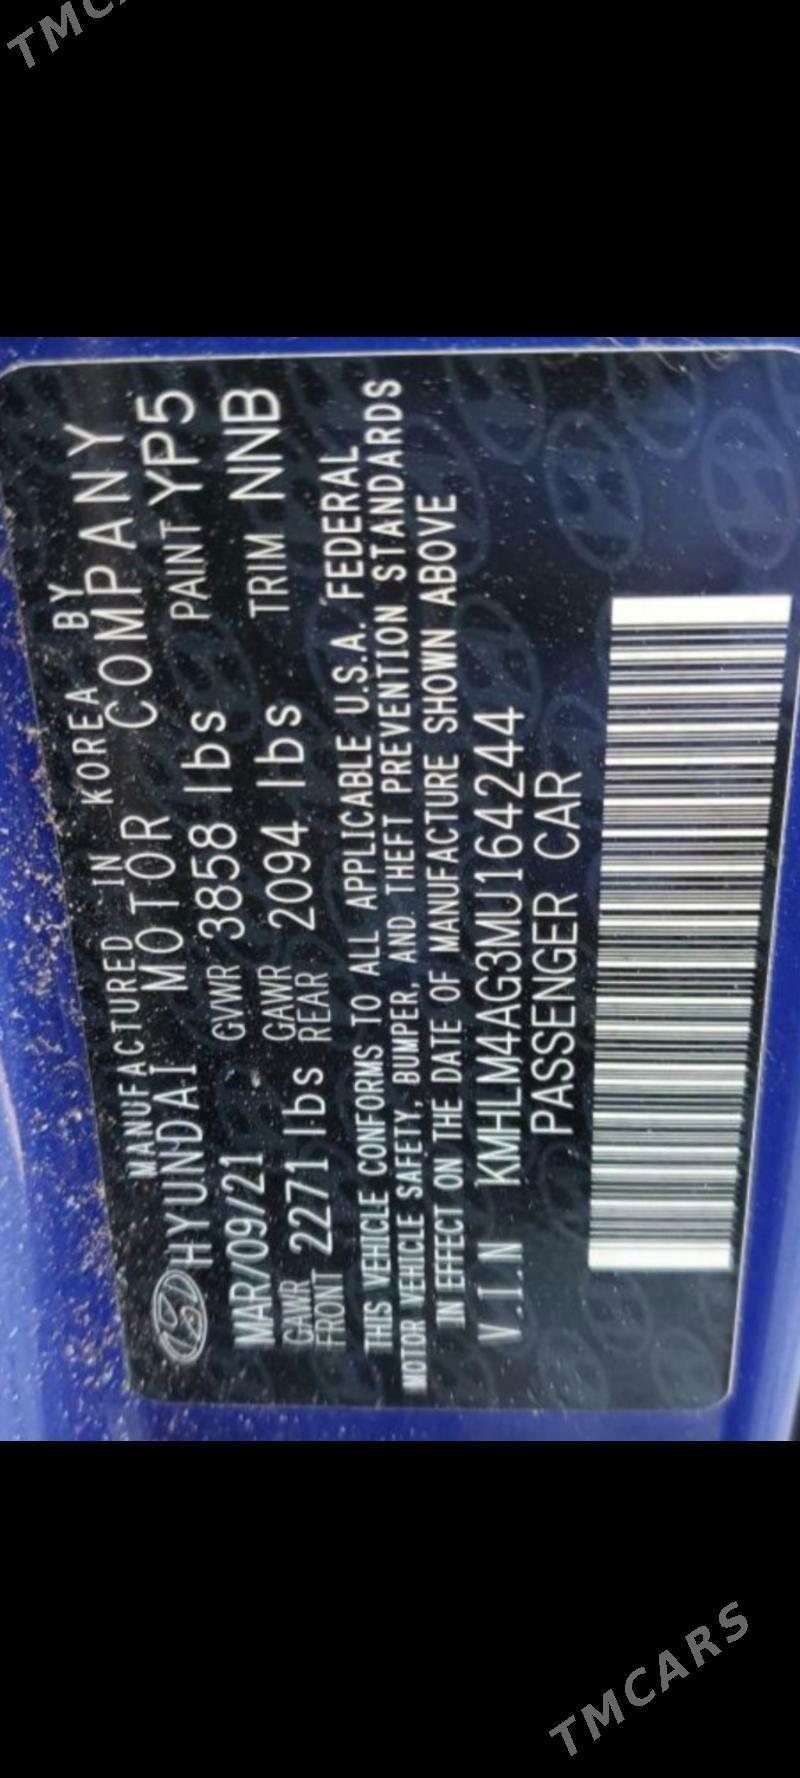 TMC
MANUFACTURED IN KOREA BY
HYUNDAI MOTOR COMPANY
MAR/09/21 GVWR 3858 lbs PAINT YP5
GAWR FRONT 2271 lbs GAWR REAR 2094 lbs TRIM NNB
THIS VEHICLE CONFORMS TO ALL APPLICABLE U.S.A. FEDERAL
MOTOR VEHICLE SAFETY, BUMPER, AND THEFT PREVENTION STANDARDS
IN EFFECT ON THE DATE OF MANUFACTURE SHOWN ABOVE
V.I.N KMHLM4AG3MU164244
PASSENGER CAR
TMCARS